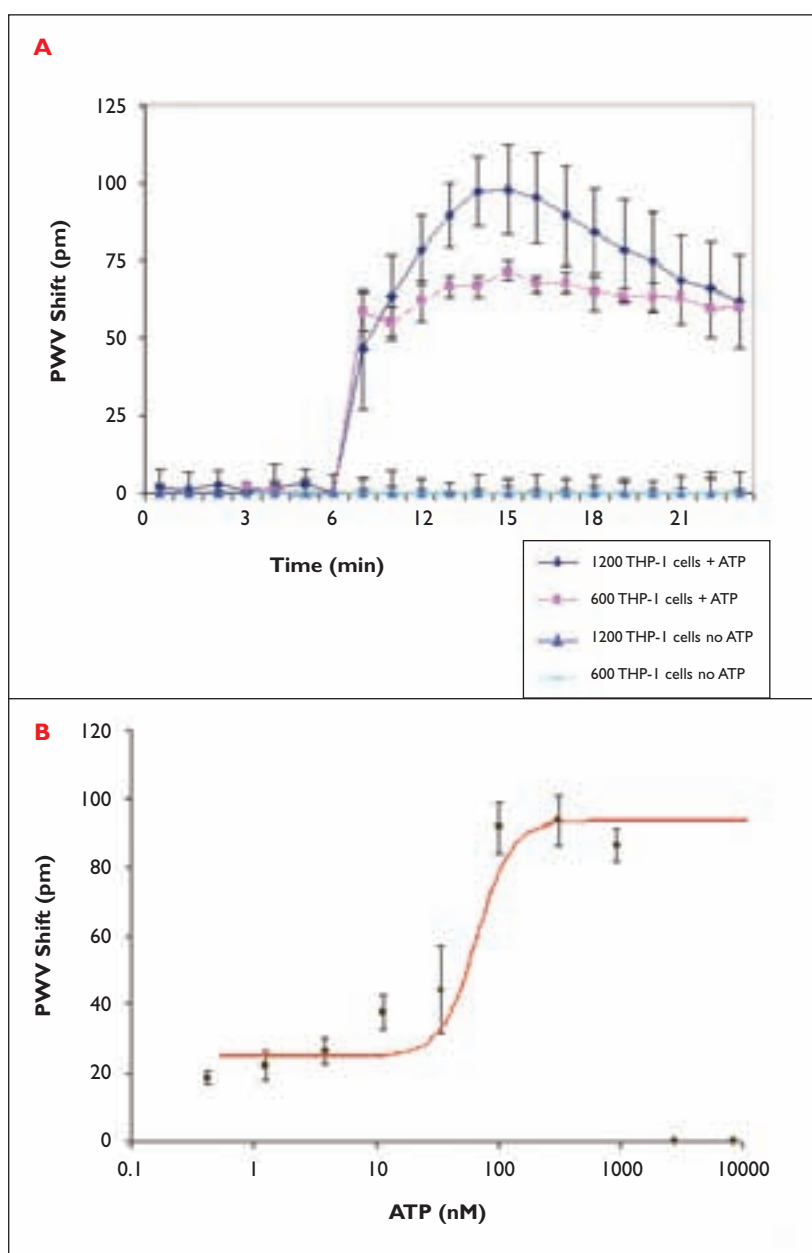 A
125
100
75
50
25
0
PWV Shift (pm)
0 3 6 12 15 18 21
Time (min)
1200 THP-1 cells + ATP
600 THP-1 cells + ATP
1200 THP-1 cells no ATP
600 THP-1 cells no ATP
B
120
100
80
60
40
20
0
PWV Shift (pm)
0.1 1 10 100 1000 10000
ATP (nM)